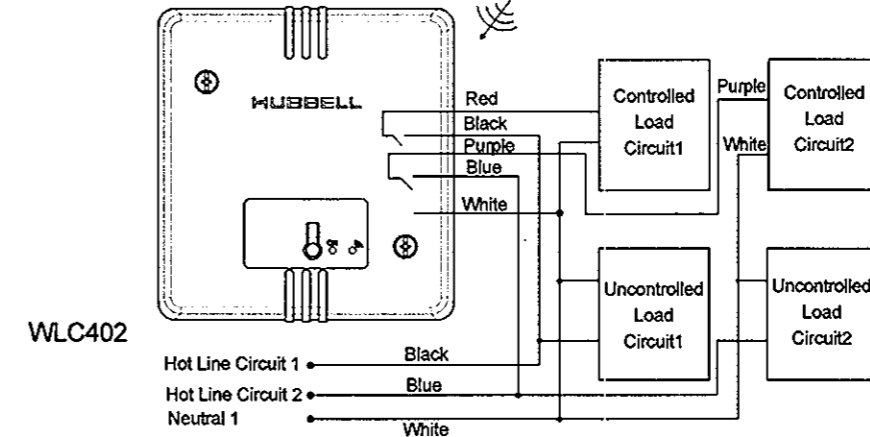 HUBBELL
Red
Black
Purple
Blue
White
Controlled
Load
Circuit1
Purple
White
Controlled
Load
Circuit2
Uncontrolled
Load
Circuit1
Uncontrolled
Load
Circuit2
WLC402
Hot Line Circuit 1
Black
Hot Line Circuit 2
Blue
Neutral 1
White